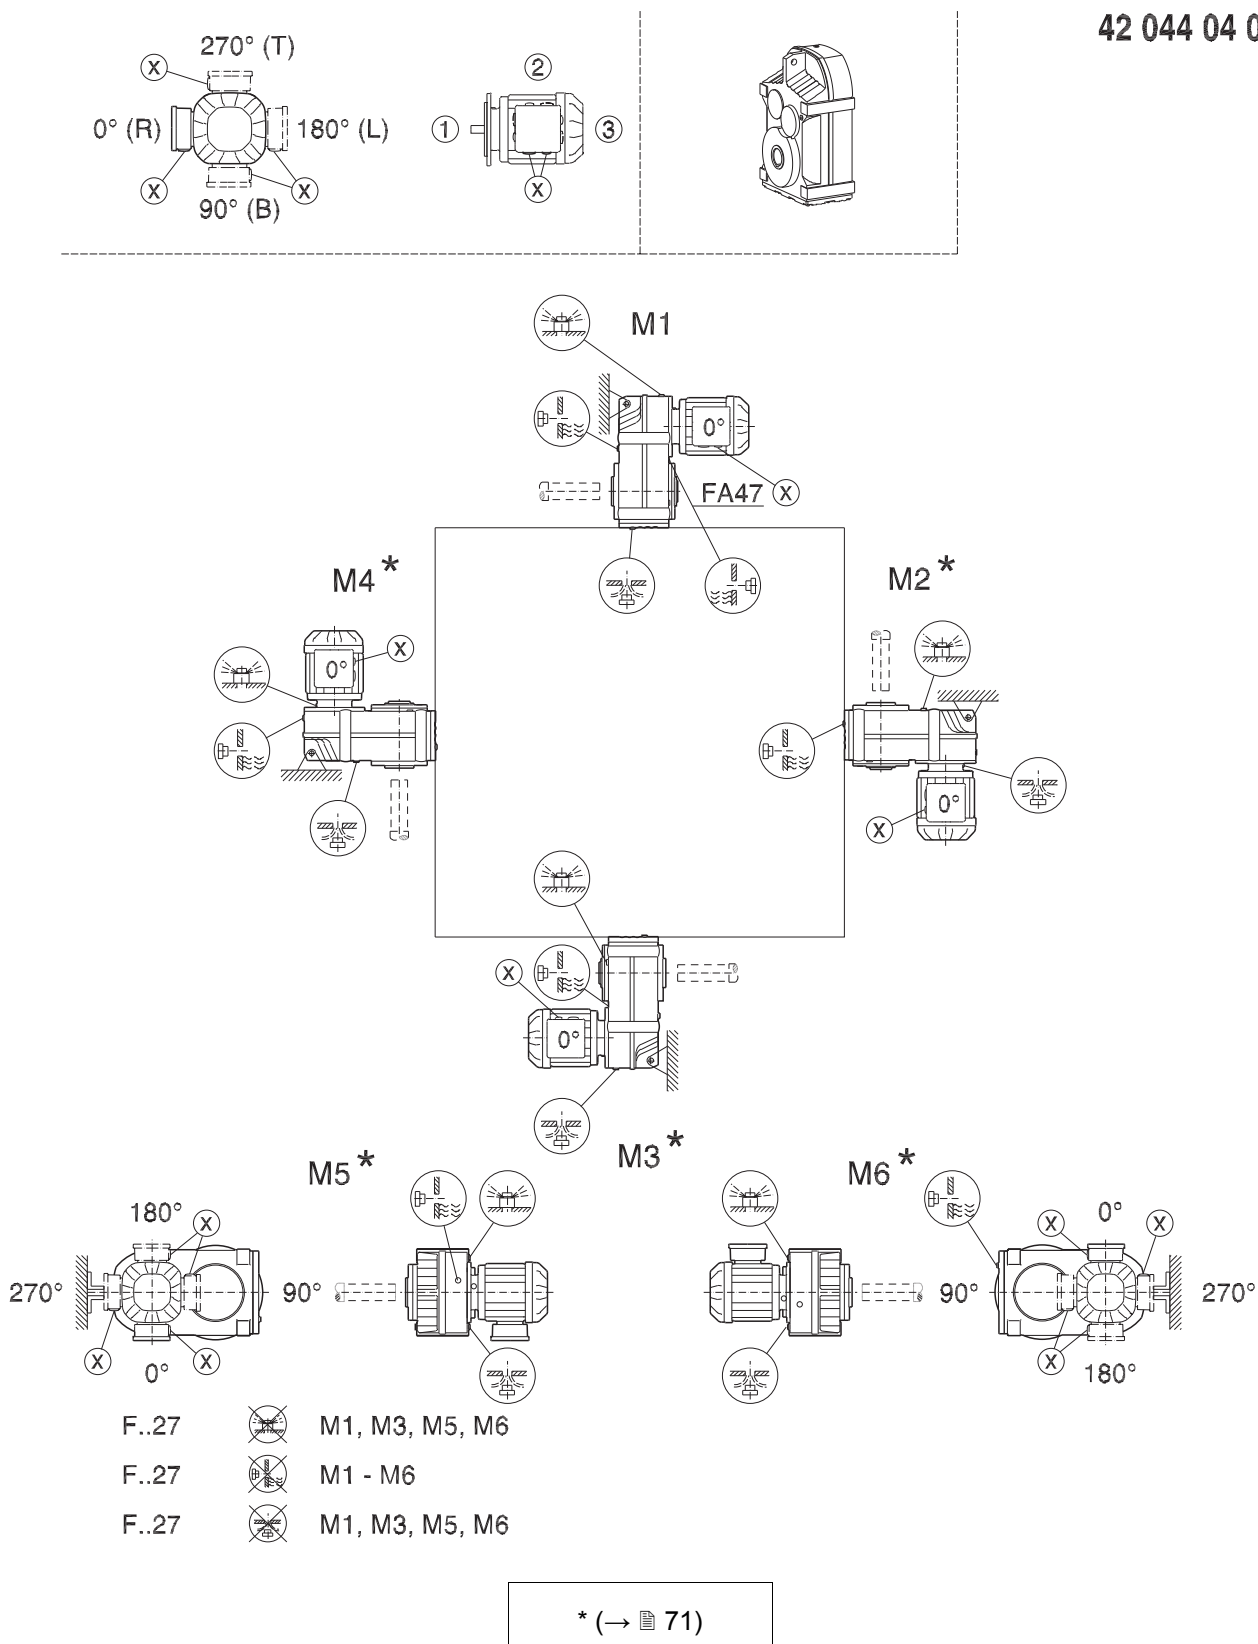 42 044 04 0
270° (T)
X
0° (R)
180° (L)
X
X
90° (B)
2
1
3
X
M1
0°
FA47 X
M4*
M2*
X
0°
0°
X
X
0°
M3*
M5*
M6*
180°
X
270°
90°
X
0°
X
X
0°
X
90°
270°
X
180°
F..27 M1, M3, M5, M6
F..27 M1 - M6
F..27 M1, M3, M5, M6
* (→ 71)